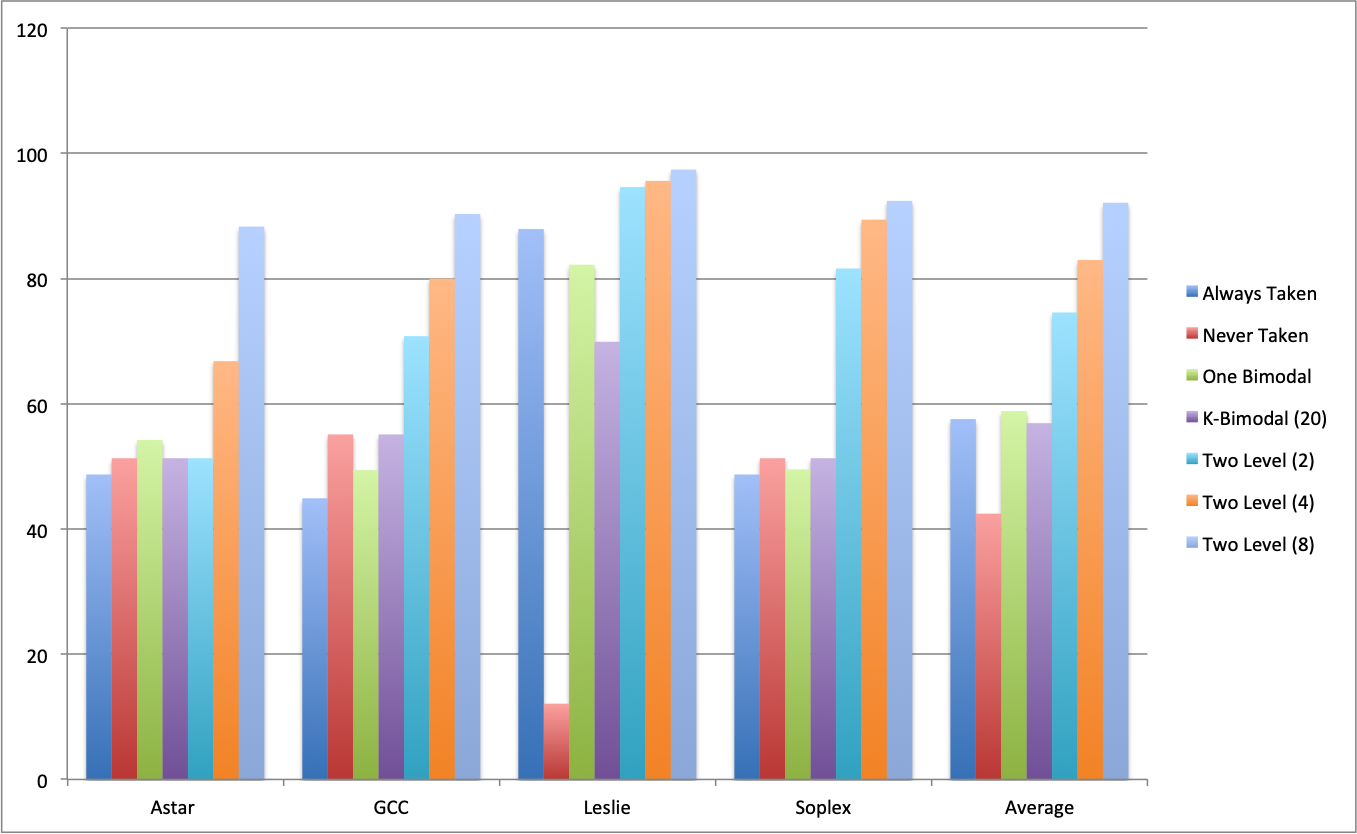 120
100
80
60
40
20
0
Astar GCC Leslie Soplex Average
Always Taken
Never Taken
One Bimodal
K-Bimodal (20)
Two Level (2)
Two Level (4)
Two Level (8)